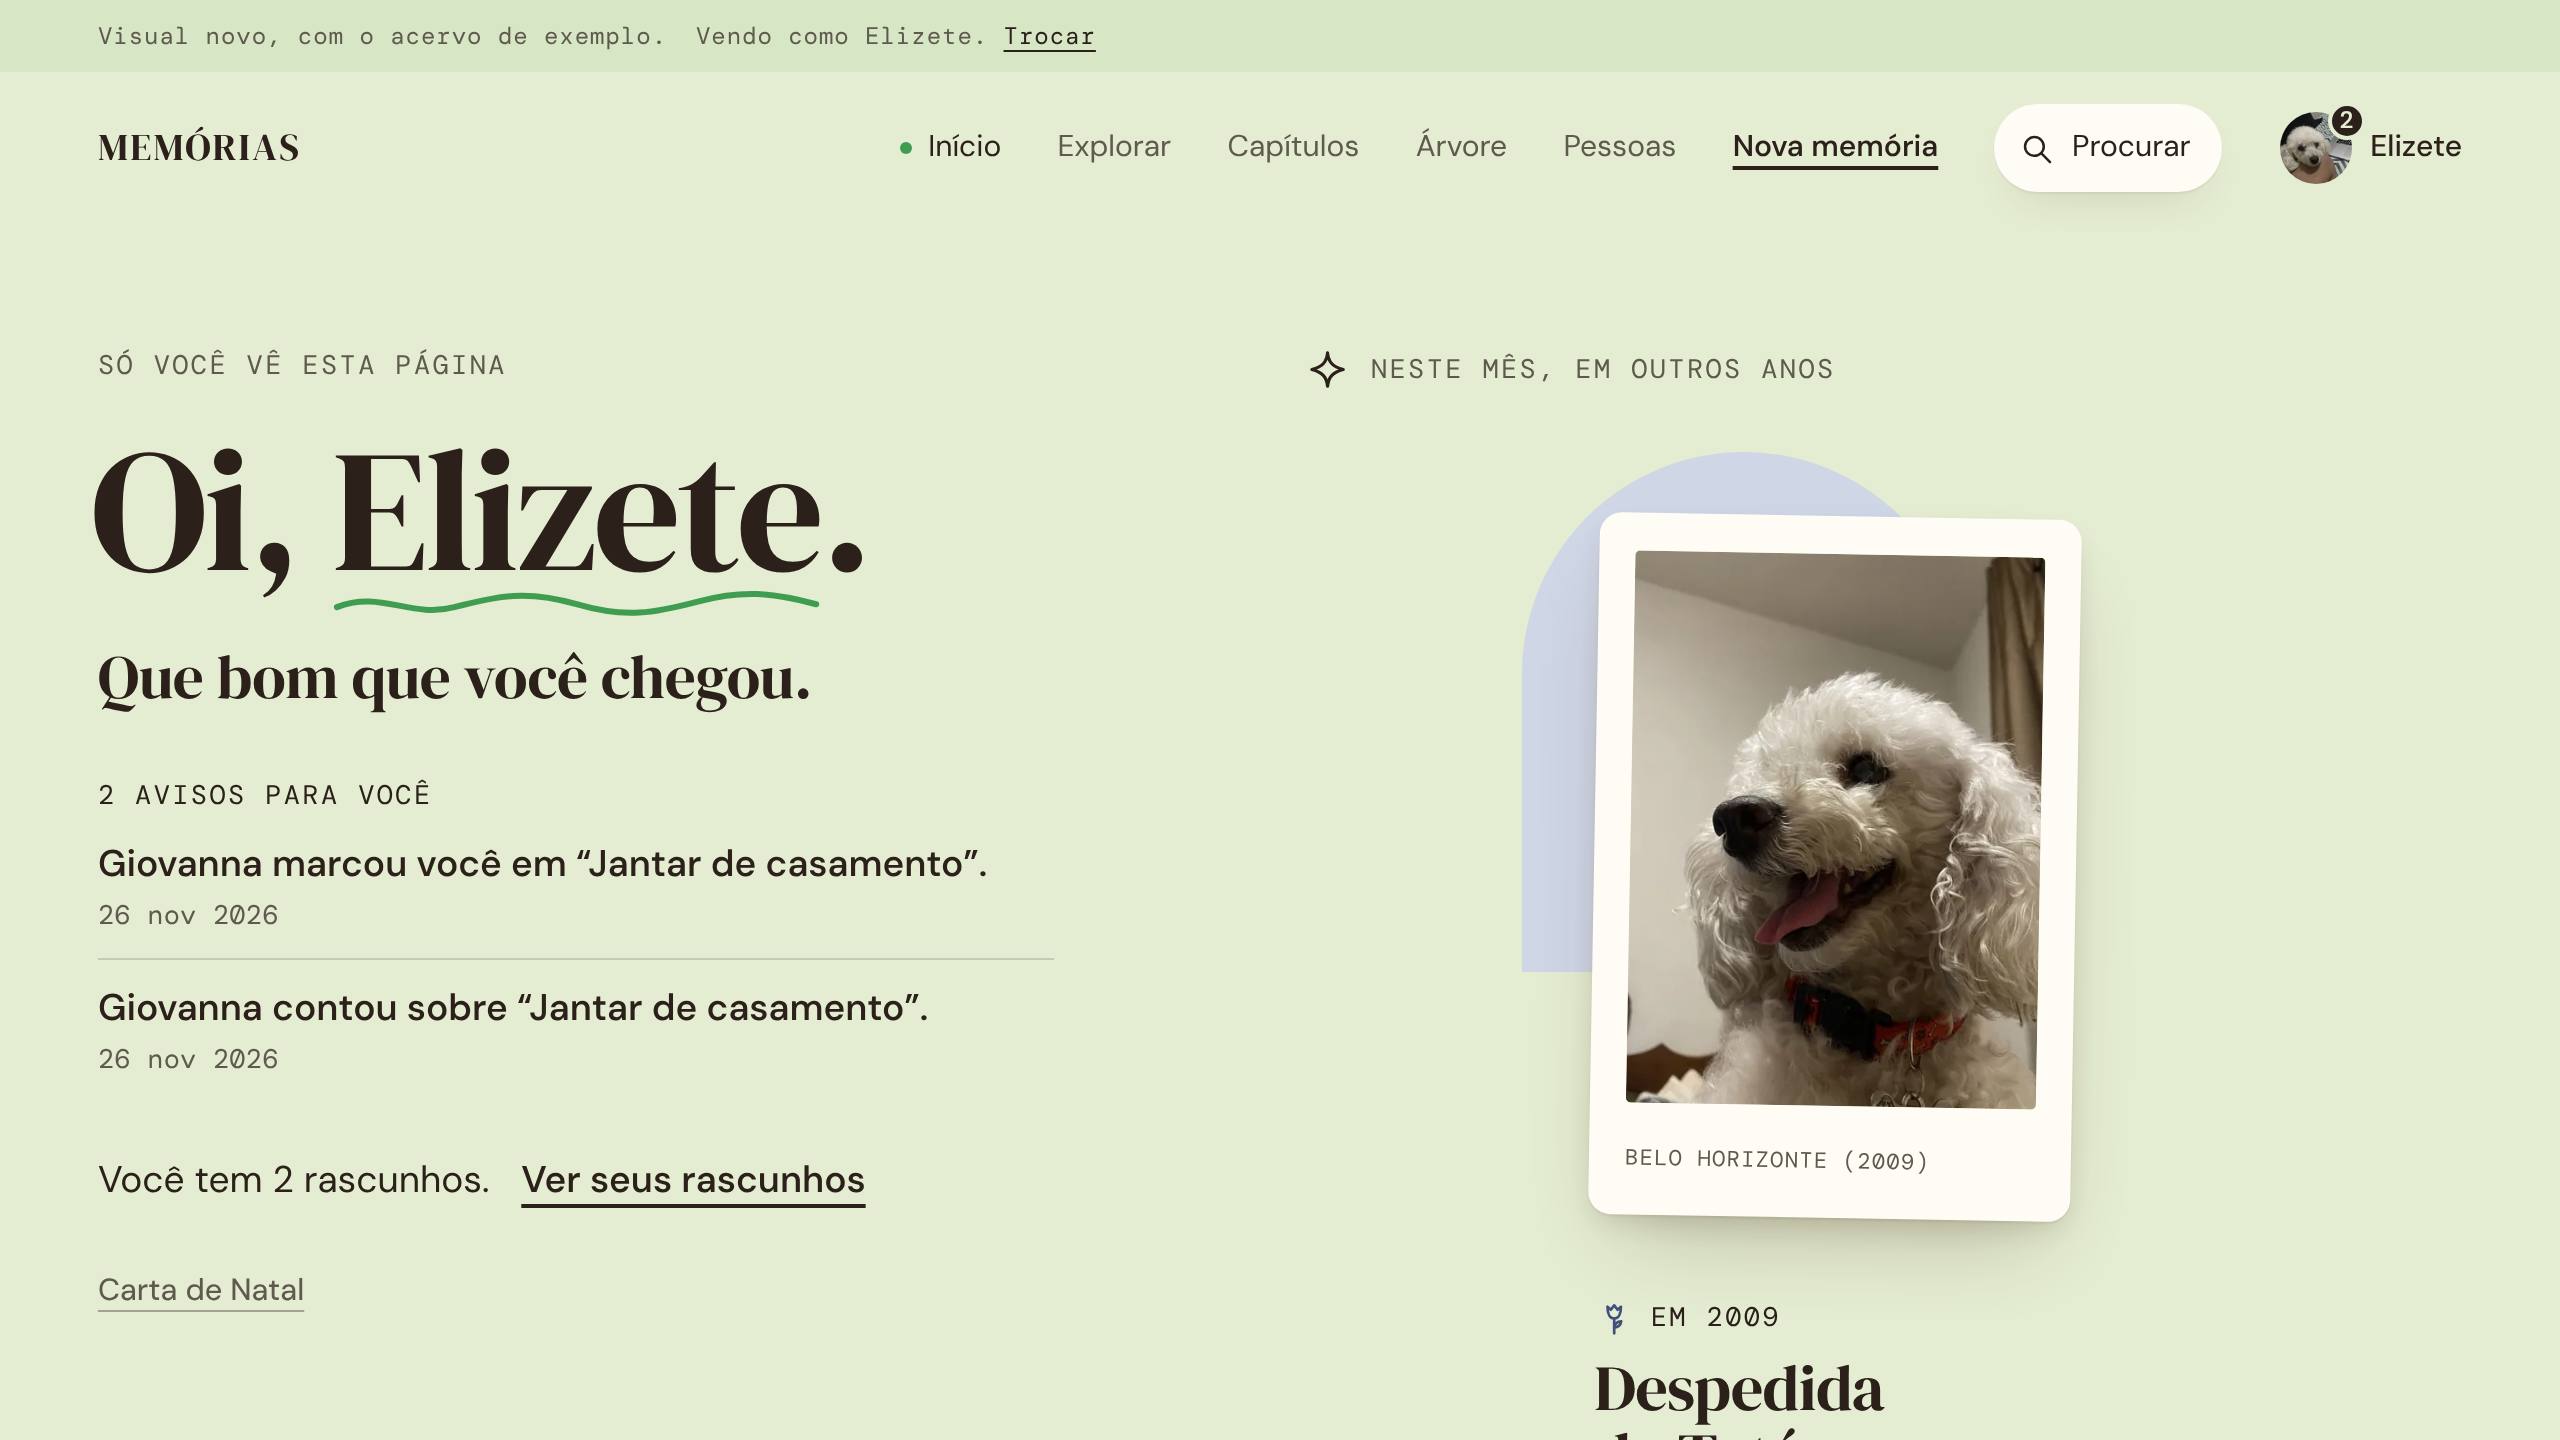 Visual novo, com o acervo de exemplo. Vendo como Elizete. Trocar
MEMÓRIAS
Início Explorar Capítulos Árvore Pessoas Nova memória Procurar 2 Elizete
SÓ VOCÊ VÊ ESTA PÁGINA
Oi, Elizete.
Que bom que você chegou.
2 AVISOS PARA VOCÊ
Giovanna marcou você em “Jantar de casamento”.
26 nov 2026
Giovanna contou sobre “Jantar de casamento”.
26 nov 2026
Você tem 2 rascunhos. Ver seus rascunhos
Carta de Natal
NESTE MÊS, EM OUTROS ANOS
BELO HORIZONTE (2009)
EM 2009
Despedida